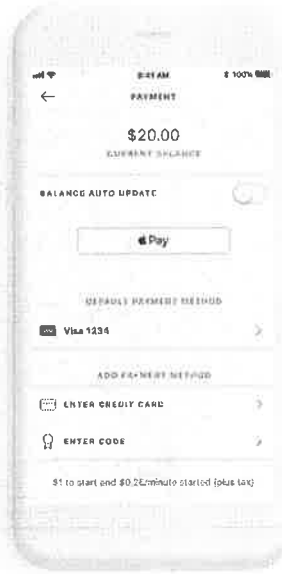 9:41 AM 100%
PAYMENT
$20.00
CURRENT BALANCE
BALANCE AUTO UPDATE
Pay
DEFAULT PAYMENT METHOD
Visa 1234
ADD PAYMENT METHOD
ENTER CREDIT CARD
ENTER CODE
$1 to start and $0.26/minute started (plus tax)